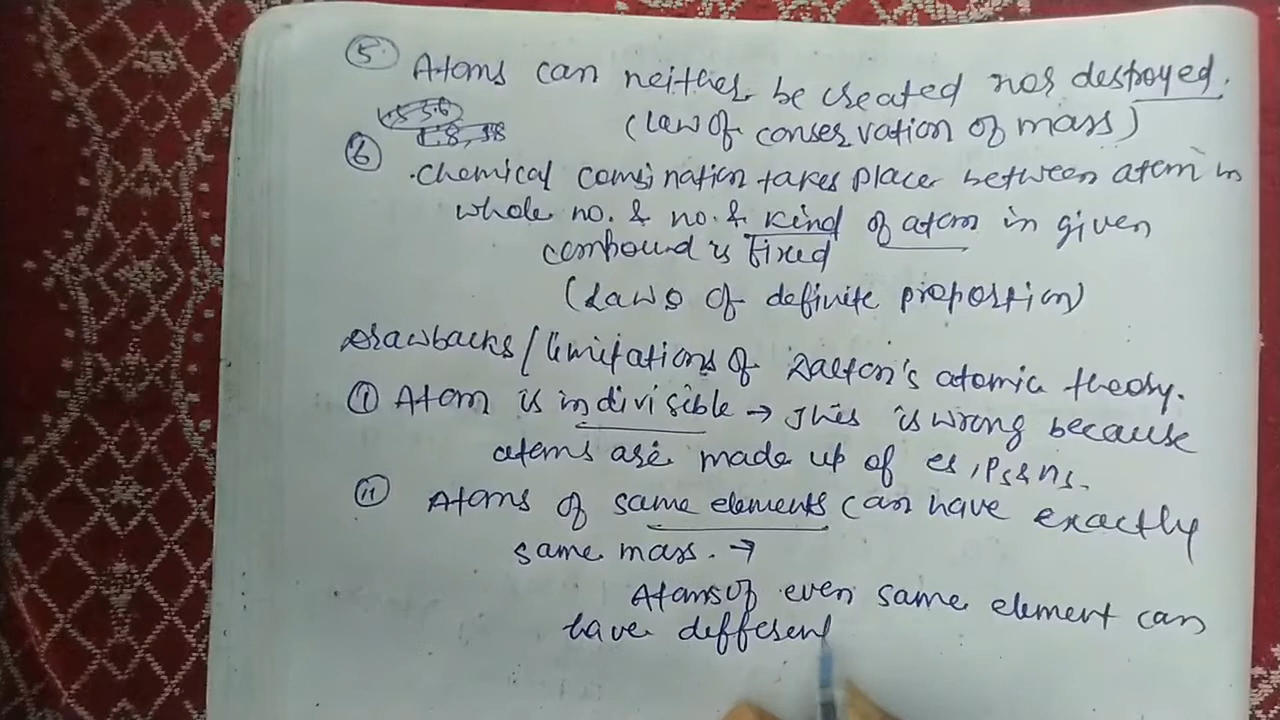 5. Atoms can neither be created nor destroyed.
(Law of conservation of mass)
6 .chemical combination takes place between atom in
whole no. & no. & kind of atom in given
compound is fixed
(Laws of definite proportion)
Drawbacks / limitations of Dalton's atomic theory.
(i) Atom is indivisible → This is wrong because
atoms are made up of es, Ps & ns.
(ii) Atoms of same elements can have exactly
same mass. →
Atoms of even same element can
have different